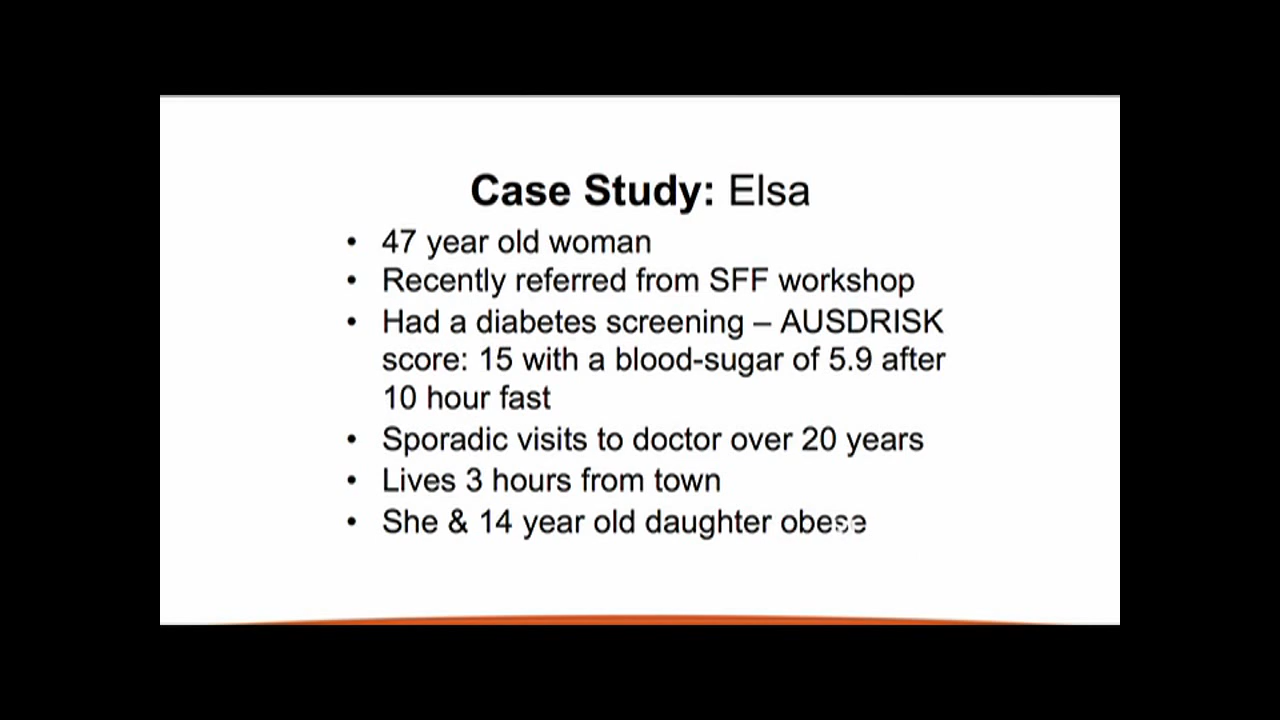 Case Study: Elsa
• 47 year old woman
• Recently referred from SFF workshop
• Had a diabetes screening – AUSDRISK
score: 15 with a blood-sugar of 5.9 after
10 hour fast
• Sporadic visits to doctor over 20 years
• Lives 3 hours from town
• She & 14 year old daughter obese